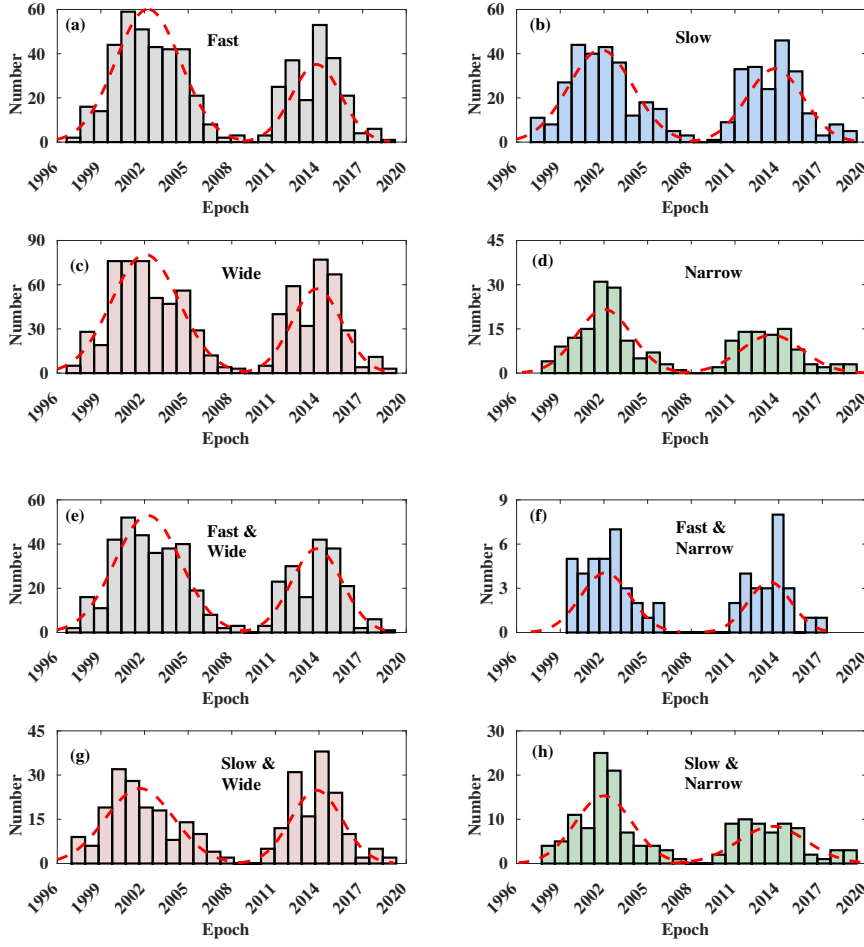 (a)
Fast
60
40
20
0
Number
1996
1999
2002
2005
2008
2011
2014
2017
2020
Epoch
(b)
Slow
60
40
20
0
Number
1996
1999
2002
2005
2008
2011
2014
2017
2020
Epoch
(c)
Wide
90
60
30
0
Number
1996
1999
2002
2005
2008
2011
2014
2017
2020
Epoch
(d)
Narrow
45
30
15
0
Number
1996
1999
2002
2005
2008
2011
2014
2017
2020
Epoch
(e)
Fast &
Wide
60
40
20
0
Number
1996
1999
2002
2005
2008
2011
2014
2017
2020
Epoch
(f)
Fast &
Narrow
9
6
3
0
Number
1996
1999
2002
2005
2008
2011
2014
2017
2020
Epoch
(g)
Slow &
Wide
45
30
15
0
Number
1996
1999
2002
2005
2008
2011
2014
2017
2020
Epoch
(h)
Slow &
Narrow
30
20
10
0
Number
1996
1999
2002
2005
2008
2011
2014
2017
2020
Epoch